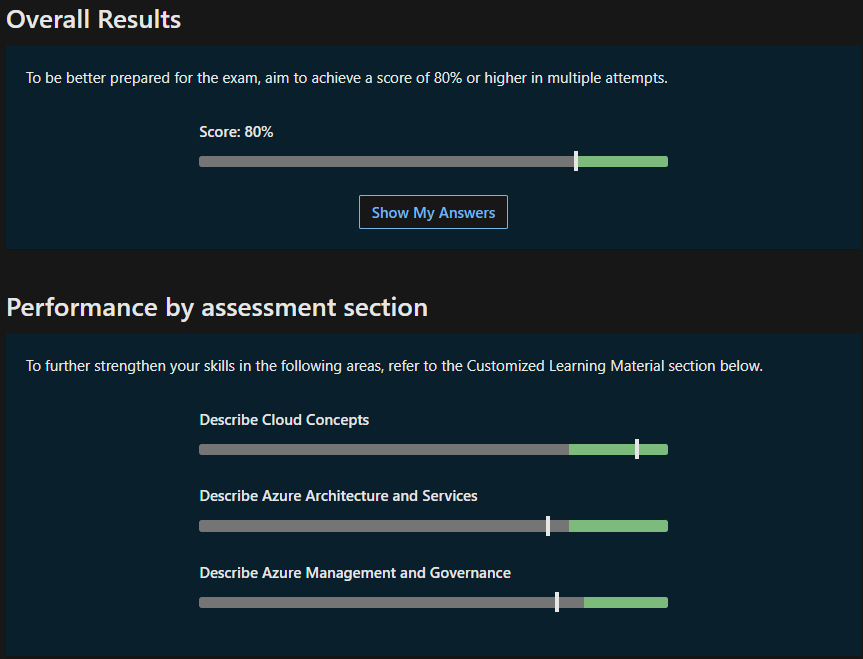 Overall Results
To be better prepared for the exam, aim to achieve a score of 80% or higher in multiple attempts.
Score: 80%
Show My Answers
Performance by assessment section
To further strengthen your skills in the following areas, refer to the Customized Learning Material section below.
Describe Cloud Concepts
Describe Azure Architecture and Services
Describe Azure Management and Governance